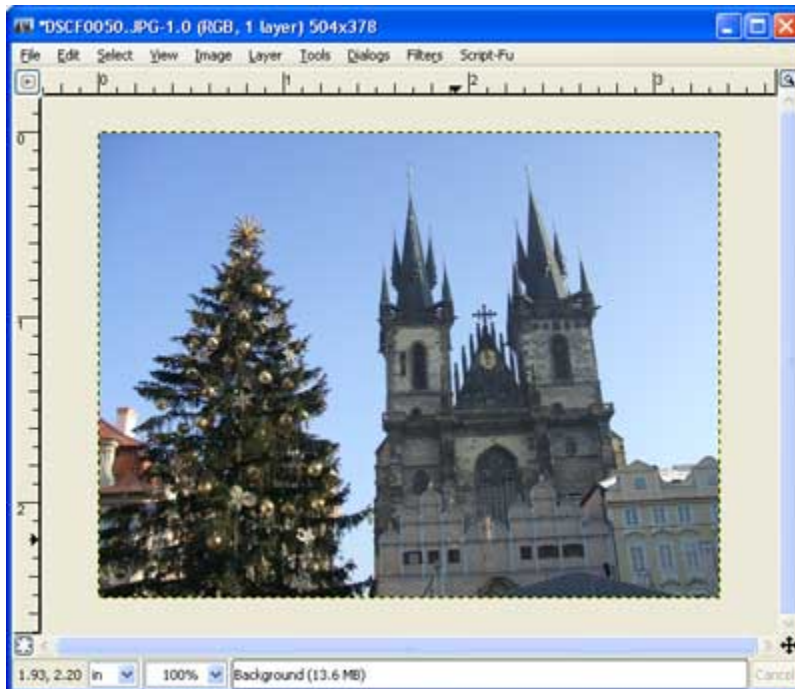 *DSCF0050.JPG-1.0 (RGB, 1 layer) 504x378
File Edit Select View Image Layer Tools Dialogs Filters Script-Fu
0 1 2 3
0
1
2
1.93, 2.20 in 100% Background (13.6 MB) Cancel